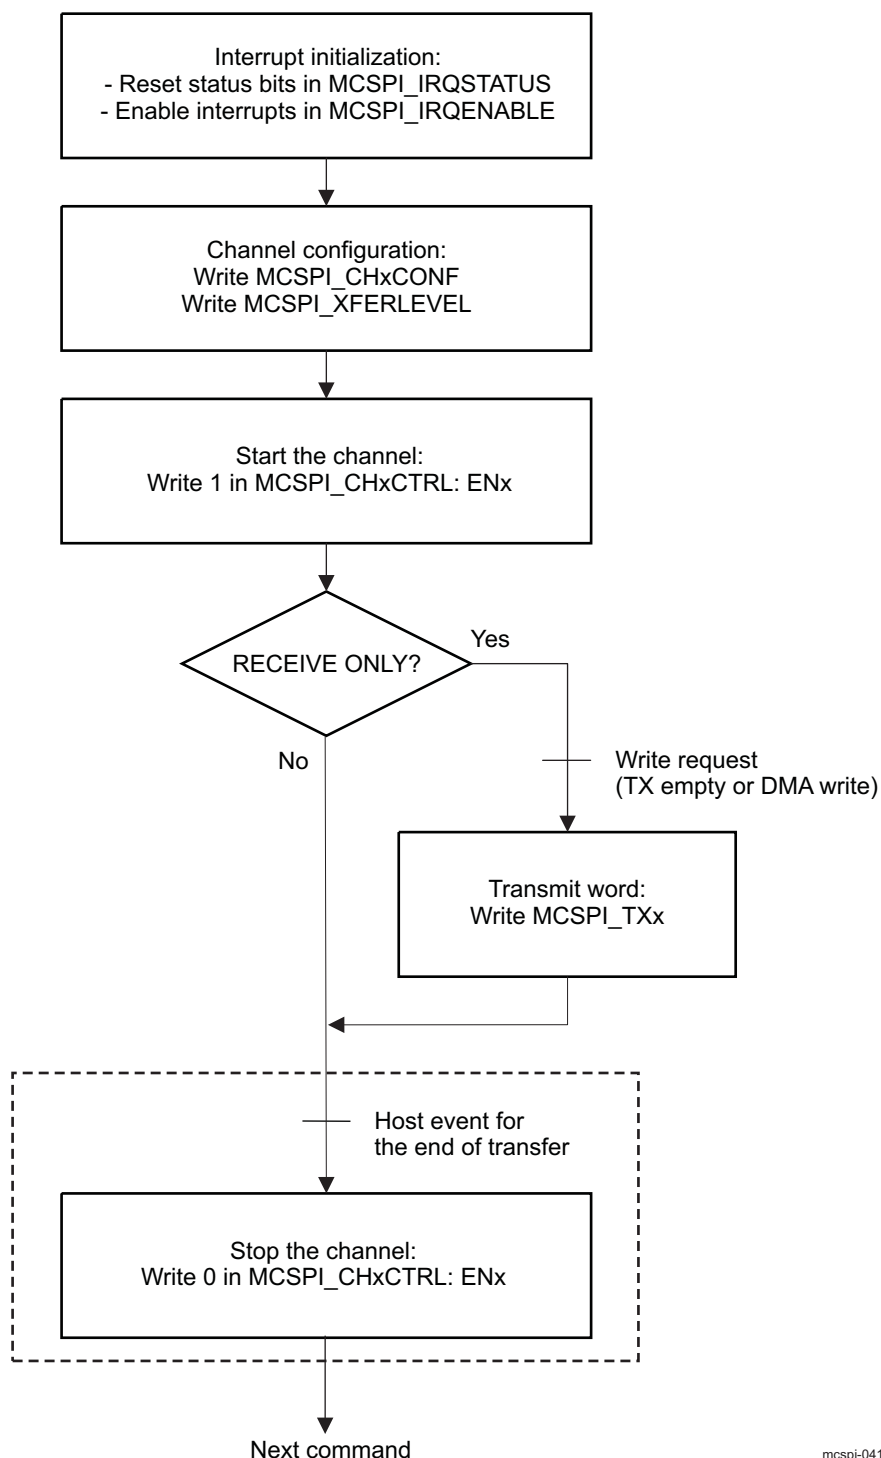 Interrupt initialization:
- Reset status bits in MCSPI_IRQSTATUS
- Enable interrupts in MCSPI_IRQENABLE
Channel configuration:
Write MCSPI_CHxCONF
Write MCSPI_XFERLEVEL
Start the channel:
Write 1 in MCSPI_CHxCTRL: ENx
RECEIVE ONLY?
Yes
No
Write request
(TX empty or DMA write)
Transmit word:
Write MCSPI_TXx
Host event for
the end of transfer
Stop the channel:
Write 0 in MCSPI_CHxCTRL: ENx
Next command
mcspi-041